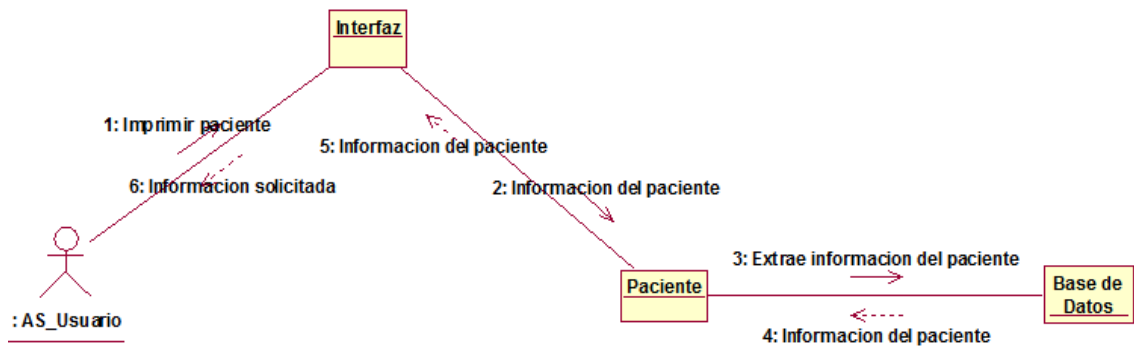 Interfaz
1: Imprimir paciente
5: Informacion del paciente
6: Informacion solicitada
2: Informacion del paciente
: AS_Usuario
3: Extrae informacion del paciente
Paciente
Base de
Datos
4: Informacion del paciente